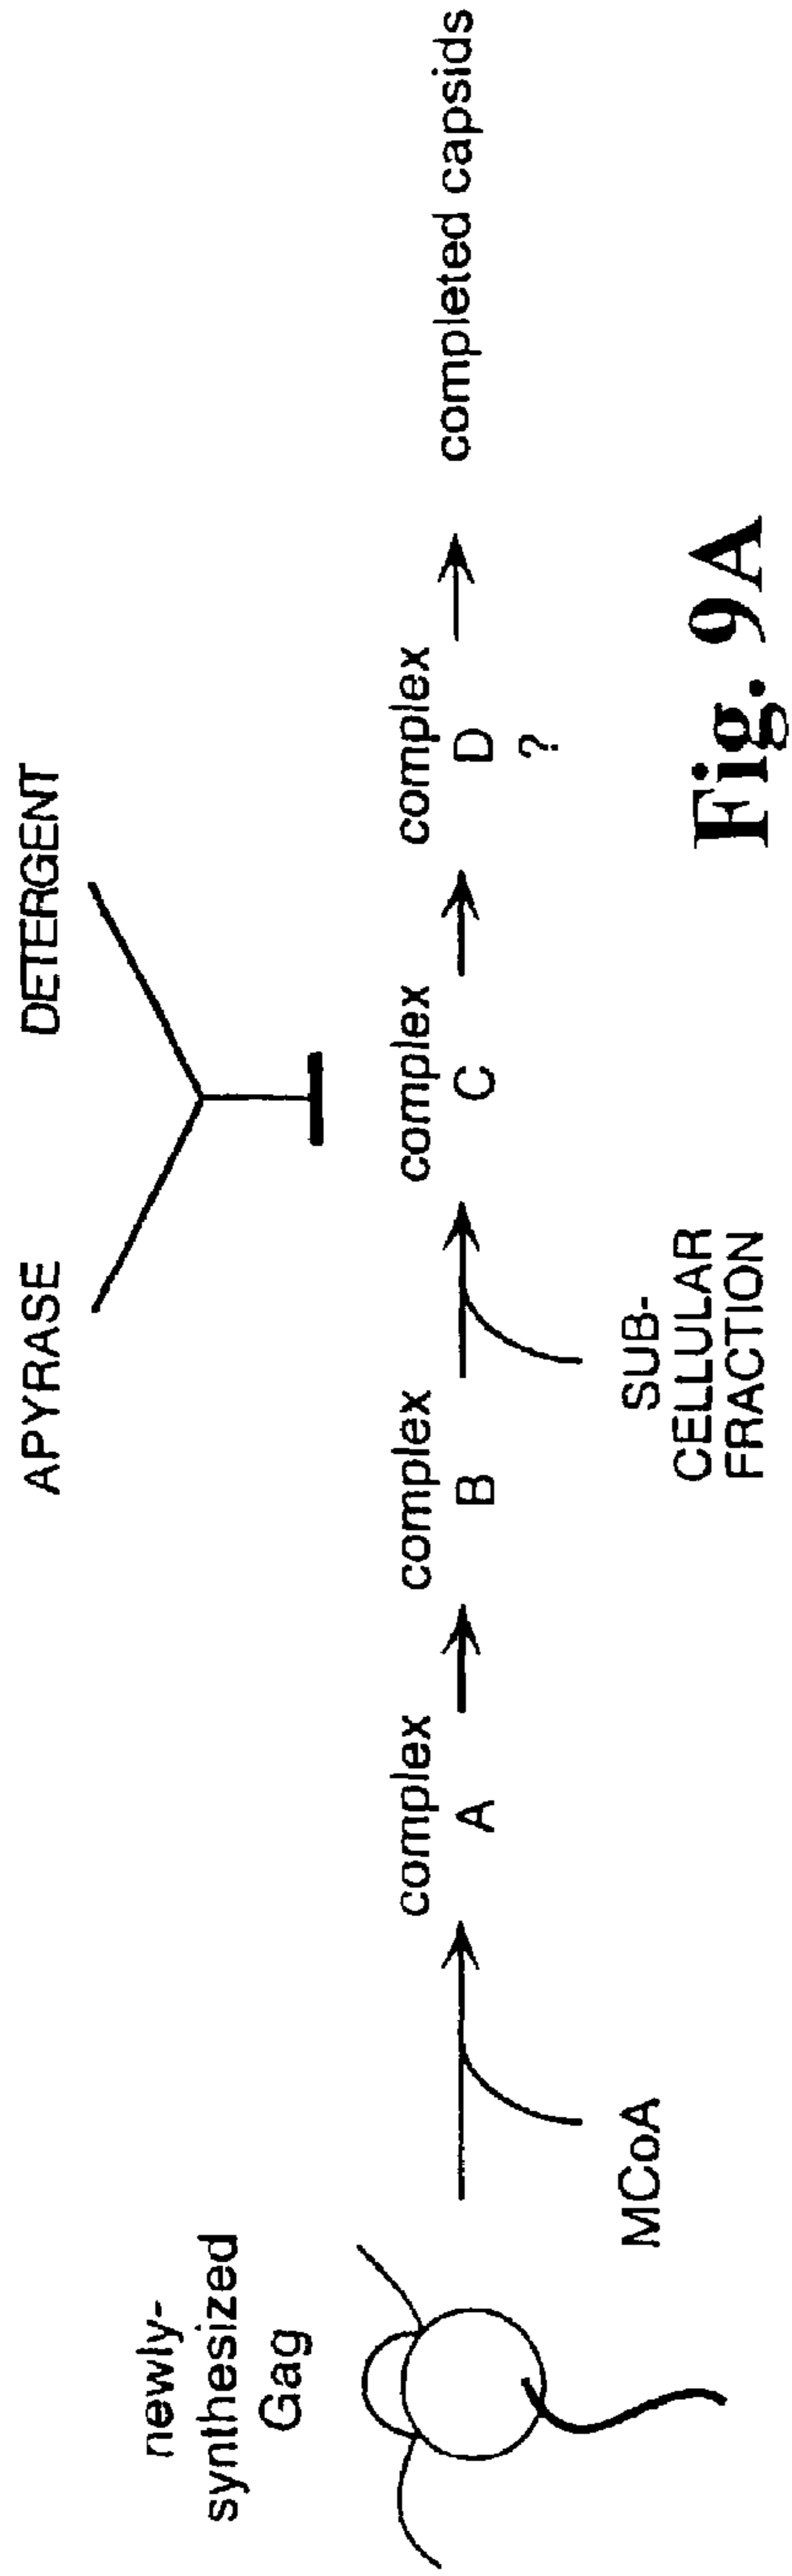 APYRASE
DETERGENT
newly-
synthesized
Gag
complex
A
complex
B
complex
C
complex
D
?
completed capsids
MCoA
SUB-
CELLULAR
FRACTION
Fig. 9A